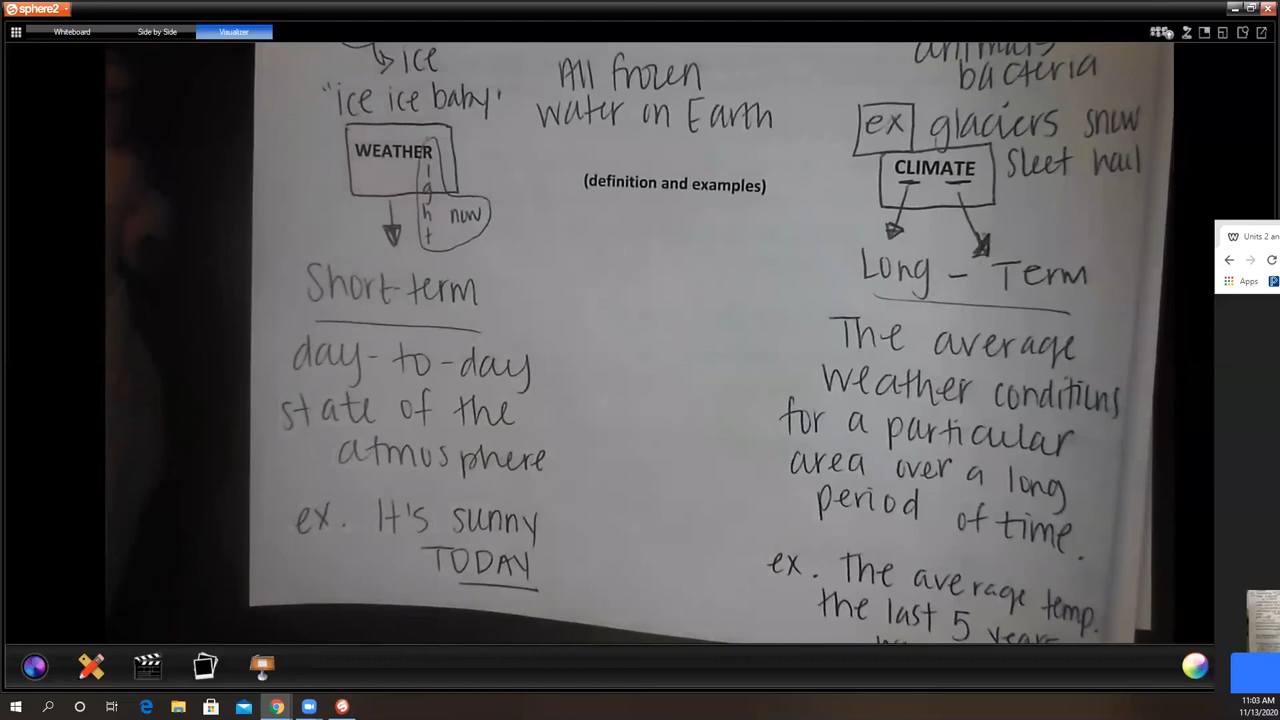 sphere2
Whiteboard
Side by Side
Visualizer
ice
"ice ice baby"
All frozen
water on Earth
animals
bacteria
ex glaciers snow
sleet hail
WEATHER
i
g
h
t
now
(definition and examples)
CLIMATE
Short-term
day-to-day
state of the
atmosphere
ex. It's sunny
TODAY
Long - Term
The average
weather conditions
for a particular
area over a long
period of time.
ex. The average temp.
the last 5 years
Units 2 an
Apps
11:03 AM
11/13/2020